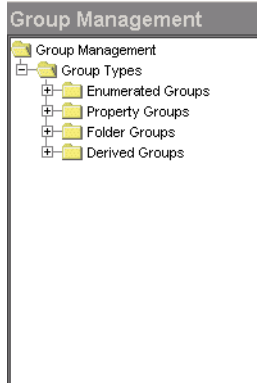 Group Management
Group Management
Group Types
Enumerated Groups
Property Groups
Folder Groups
Derived Groups